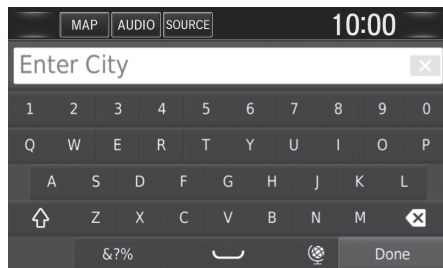 MAP AUDIO SOURCE 10:00
Enter City
1 2 3 4 5 6 7 8 9 0
Q W E R T Y U I O P
A S D F G H J K L
Z X C V B N M
&?% Done